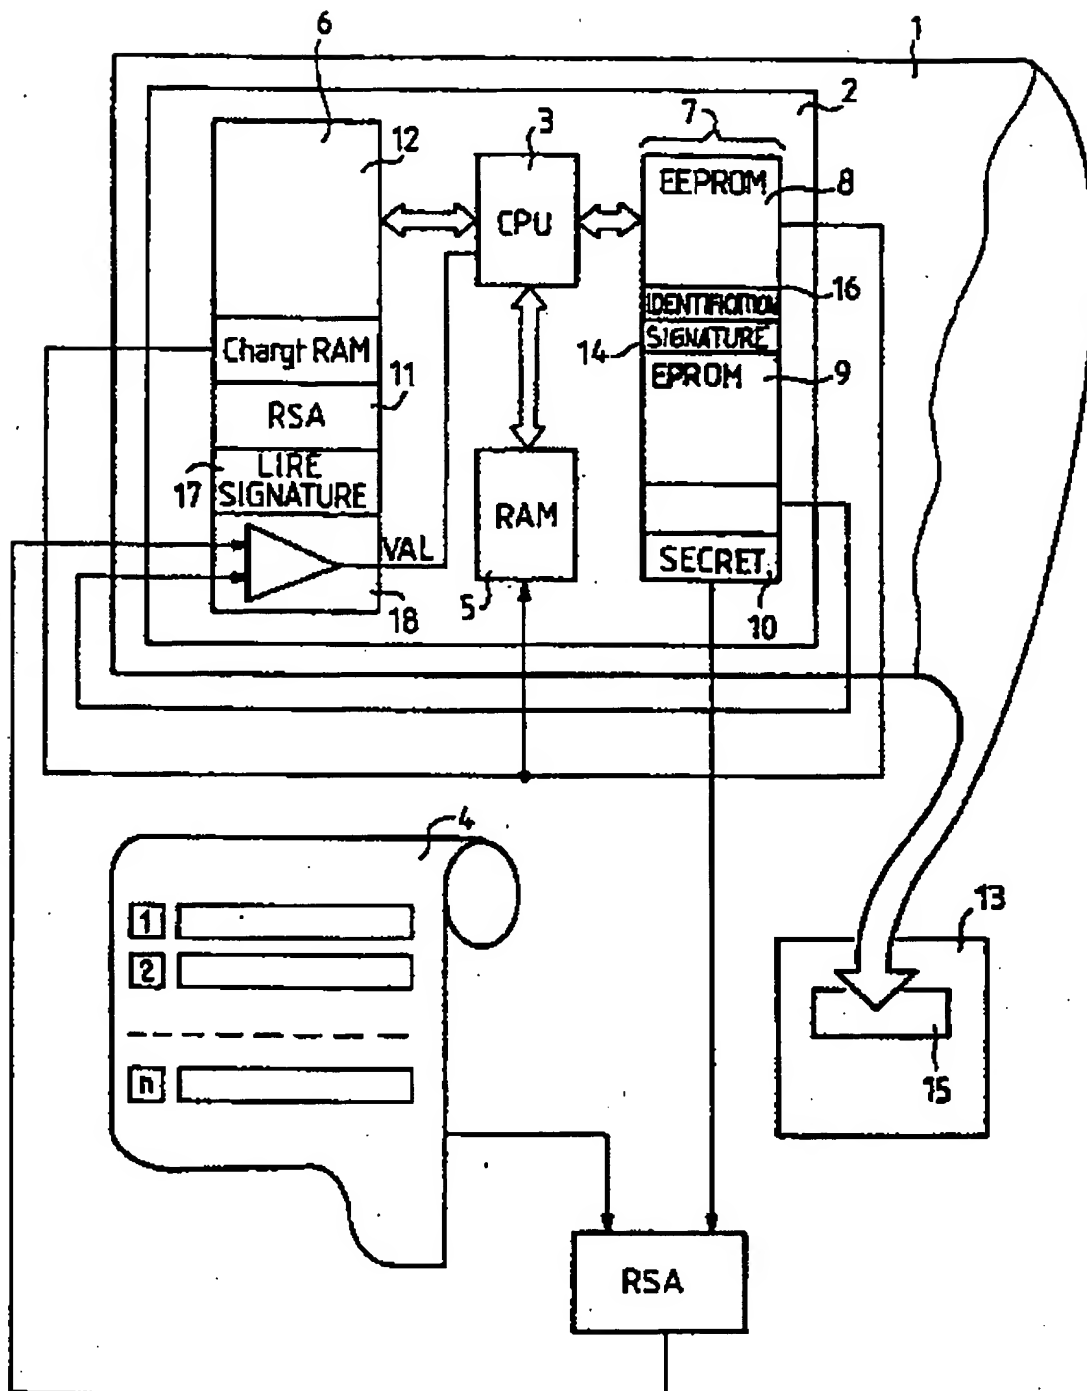 6
1
2
12
3
7
EEPROM
8
CPU
IDENTIFICITION
16
SIGNATURE
14
Chargt RAM
EPROM
9
11
RSA
LIRE
17
SIGNATURE
RAM
VAL
SECRET.
5
18
10
4
1
2
n
13
15
RSA